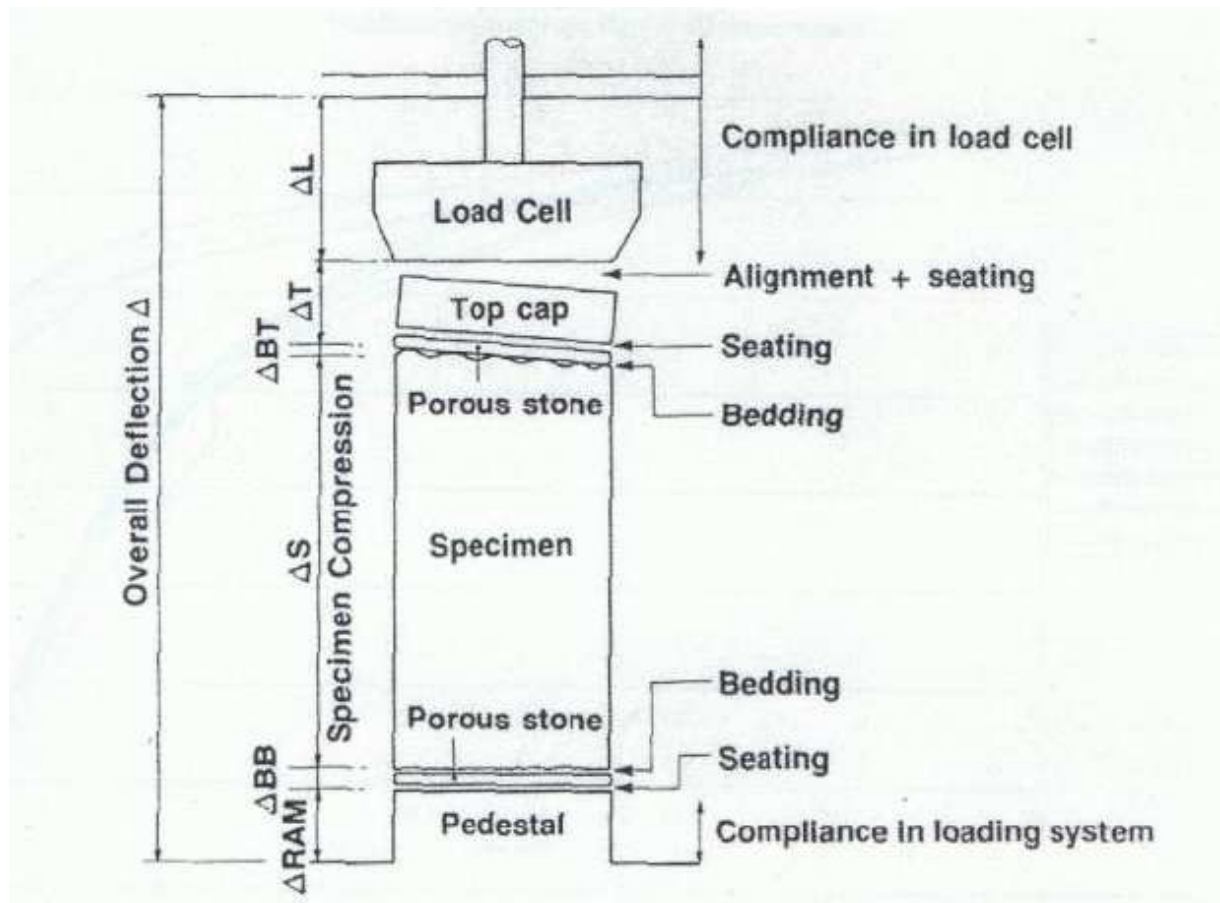 Compliance in load cell
ΔL
Load Cell
Alignment + seating
ΔT
Top cap
Seating
ΔBT
Porous stone
Bedding
Overall Deflection Δ
Specimen Compression
ΔS
Specimen
Bedding
Porous stone
Seating
ΔBB
Pedestal
Compliance in loading system
ΔRAM